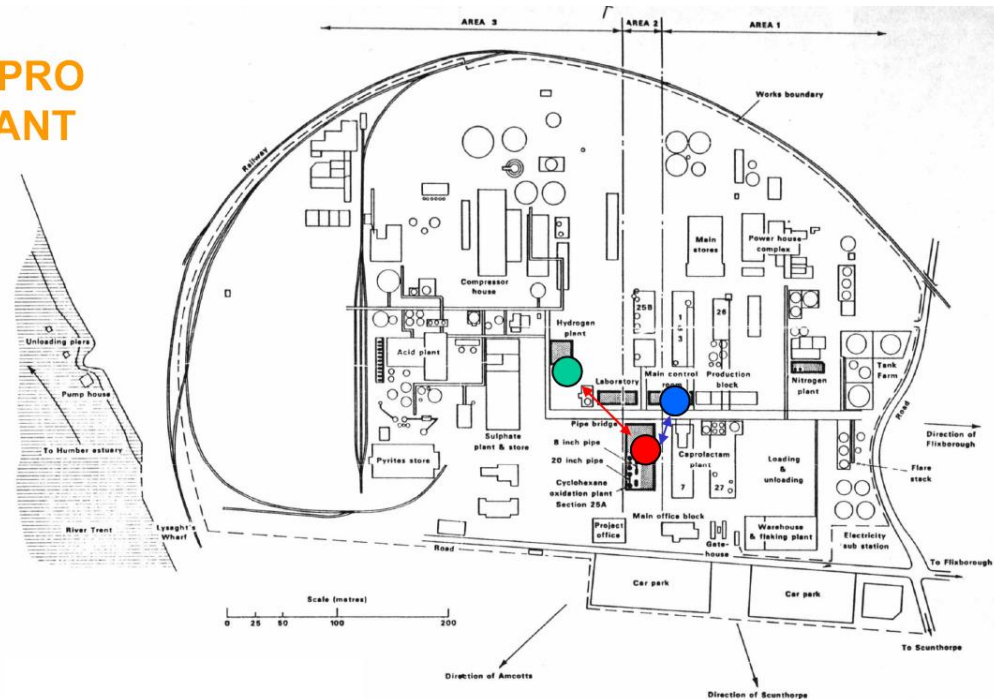 PRO
ANT
AREA 3
AREA 2
AREA 1
Works boundary
Railway
Main
stores
Power house
complex
Compressor
house
25B
1
3
26
Hydrogen
plant
Unloading piers
Acid plant
Laboratory
Main control
room
Production
block
Nitrogen
plant
Tank
Farm
Pump house
Road
Direction of
Flixborough
To Humber estuary
Pyrites store
Sulphate
plant & store
Pipe bridge
8 inch pipe
20 inch pipe
Cyclohexane
oxidation plant
Section 25A
Caprolactam
plant
7
27
Loading
&
unloading
Flare
stack
River Trent
Lysaght's
Wharf
Project
office
Main office block
Gate-
house
Warehouse
& flaking plant
Electricity
sub station
Road
To Flixborough
Car park
Car park
Scale (metres)
0 25 50 100 200
To Scunthorpe
Direction of Amcotts
Direction of Scunthorpe